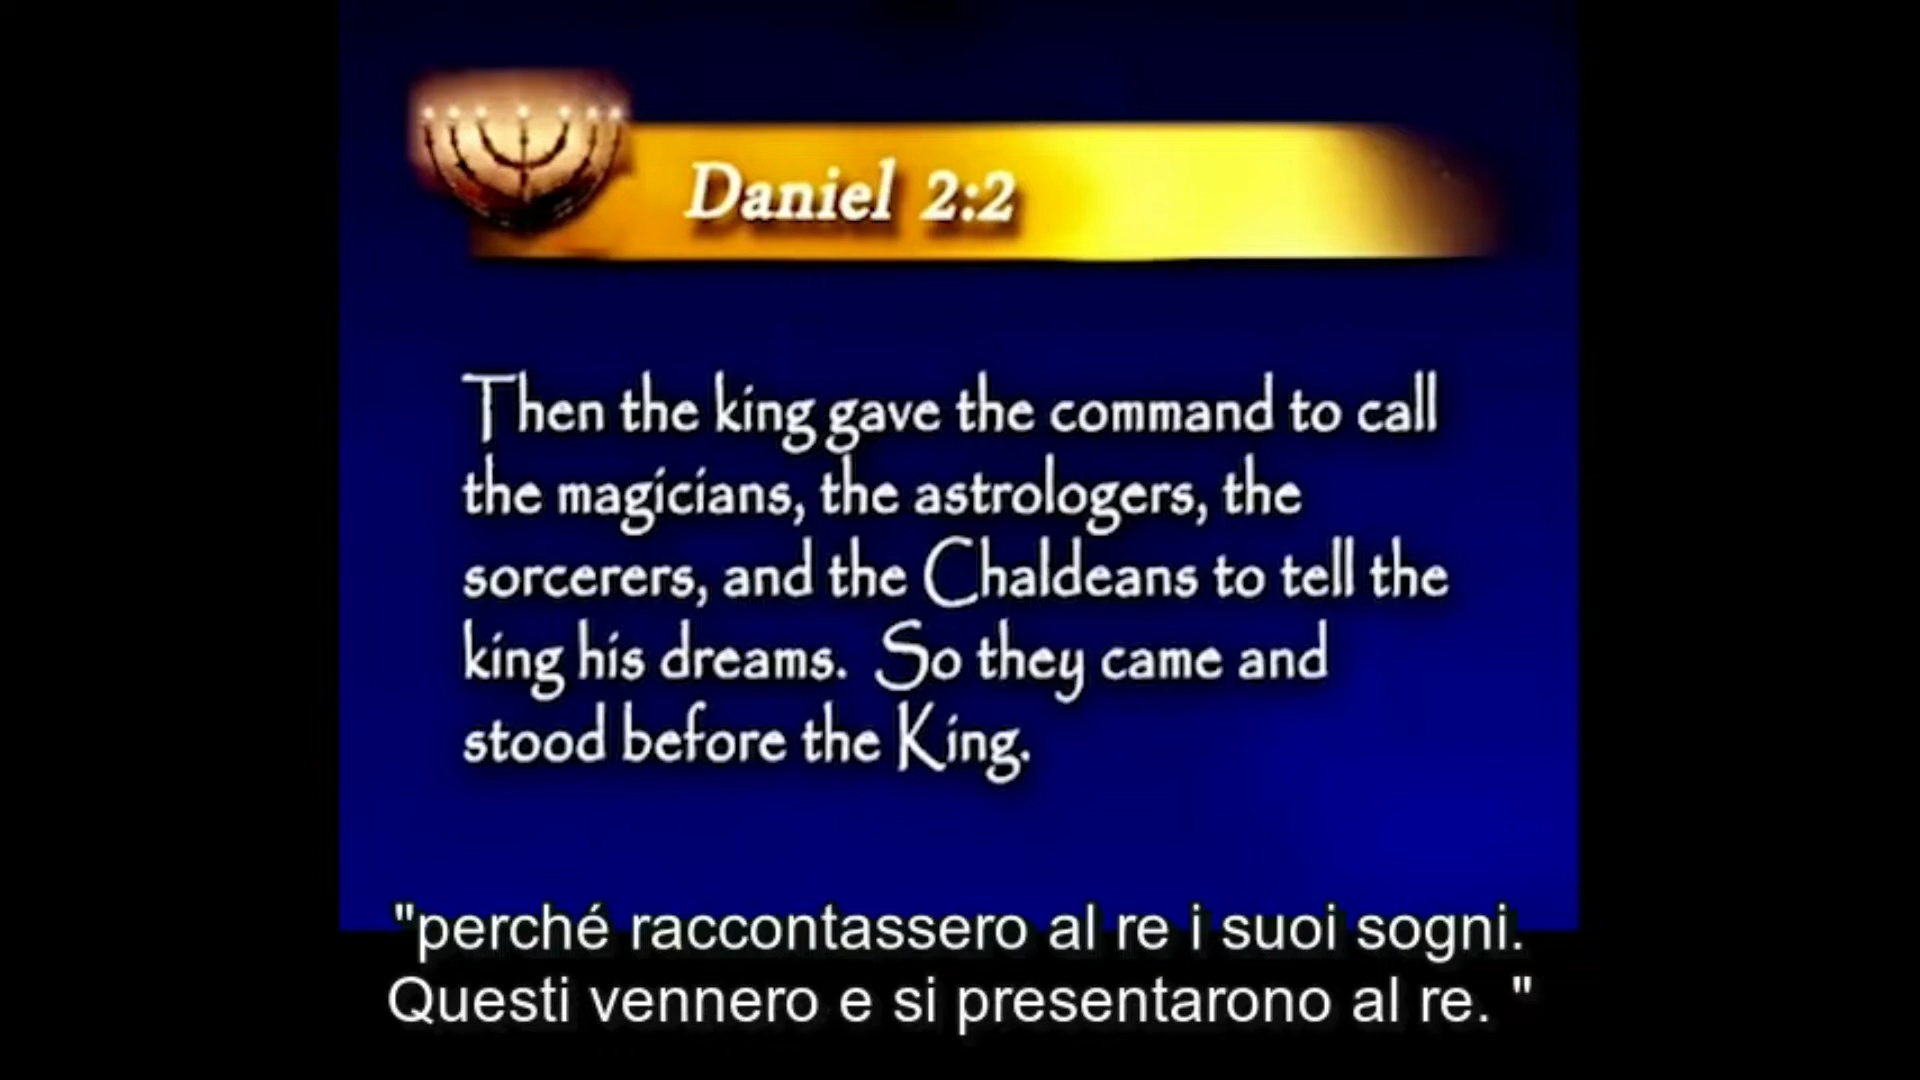 Daniel 2:2
Then the king gave the command to call
the magicians, the astrologers, the
sorcerers, and the Chaldeans to tell the
king his dreams. So they came and
stood before the King.
"perché raccontassero al re i suoi sogni.
Questi vennero e si presentarono al re. "